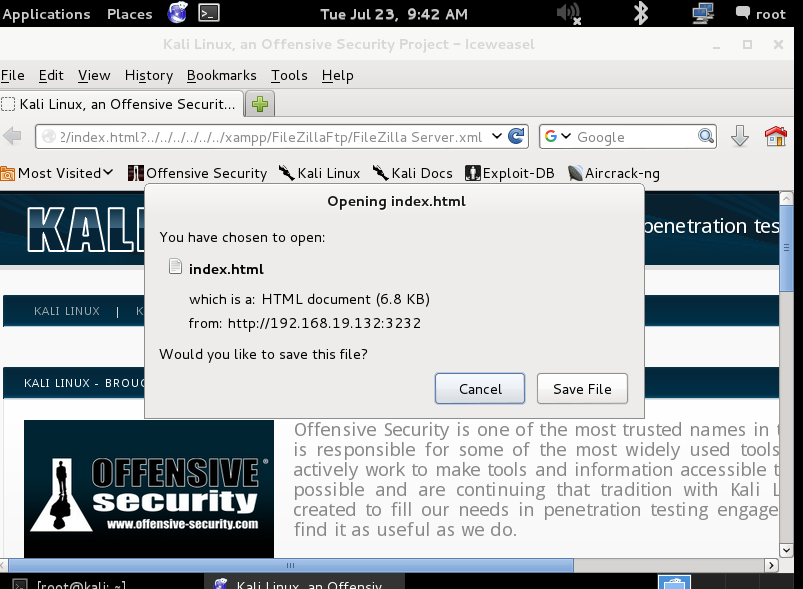 Applications Places Tue Jul 23, 9:42 AM root
Kali Linux, an Offensive Security Project - Iceweasel
File Edit View History Bookmarks Tools Help
Kali Linux, an Offensive Securit...
2/index.html?../../../../../../xampp/FileZillaFtp/FileZilla Server.xml Google
Most Visited Offensive Security Kali Linux Kali Docs Exploit-DB Aircrack-ng
Opening index.html
KALI penetration tes
You have chosen to open:
index.html
which is a: HTML document (6.8 KB)
KALI LINUX | K
from: http://192.168.19.132:3232
Would you like to save this file?
KALI LINUX - BROUG
Cancel Save File
Offensive Security is one of the most trusted names in t
is responsible for some of the most widely used tools
actively work to make tools and information accessible t
possible and are continuing that tradition with Kali L
created to fill our needs in penetration testing engage
find it as useful as we do.
OFFENSIVE®
security
www.offensive-security.com
[root@kali: ~] Kali Linux, an Offensiv